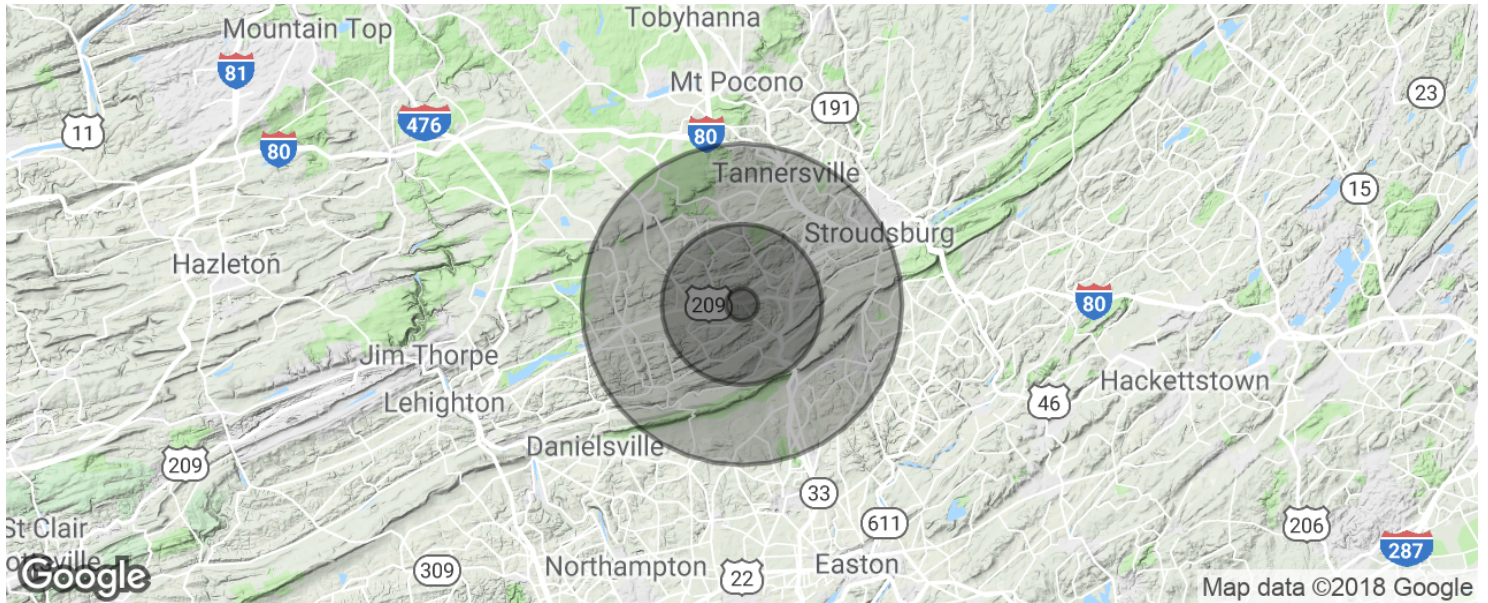 Tobyhanna
Mountain Top
81
Mt Pocono
23
191
476
11
80
80
Tannersville
15
Stroudsburg
Hazleton
209
80
Jim Thorpe
Hackettstown
Lehighton
46
Danielsville
209
33
611
St Clair
206
287
Northampton
Easton
309
22
Google
Map data ©2018 Google